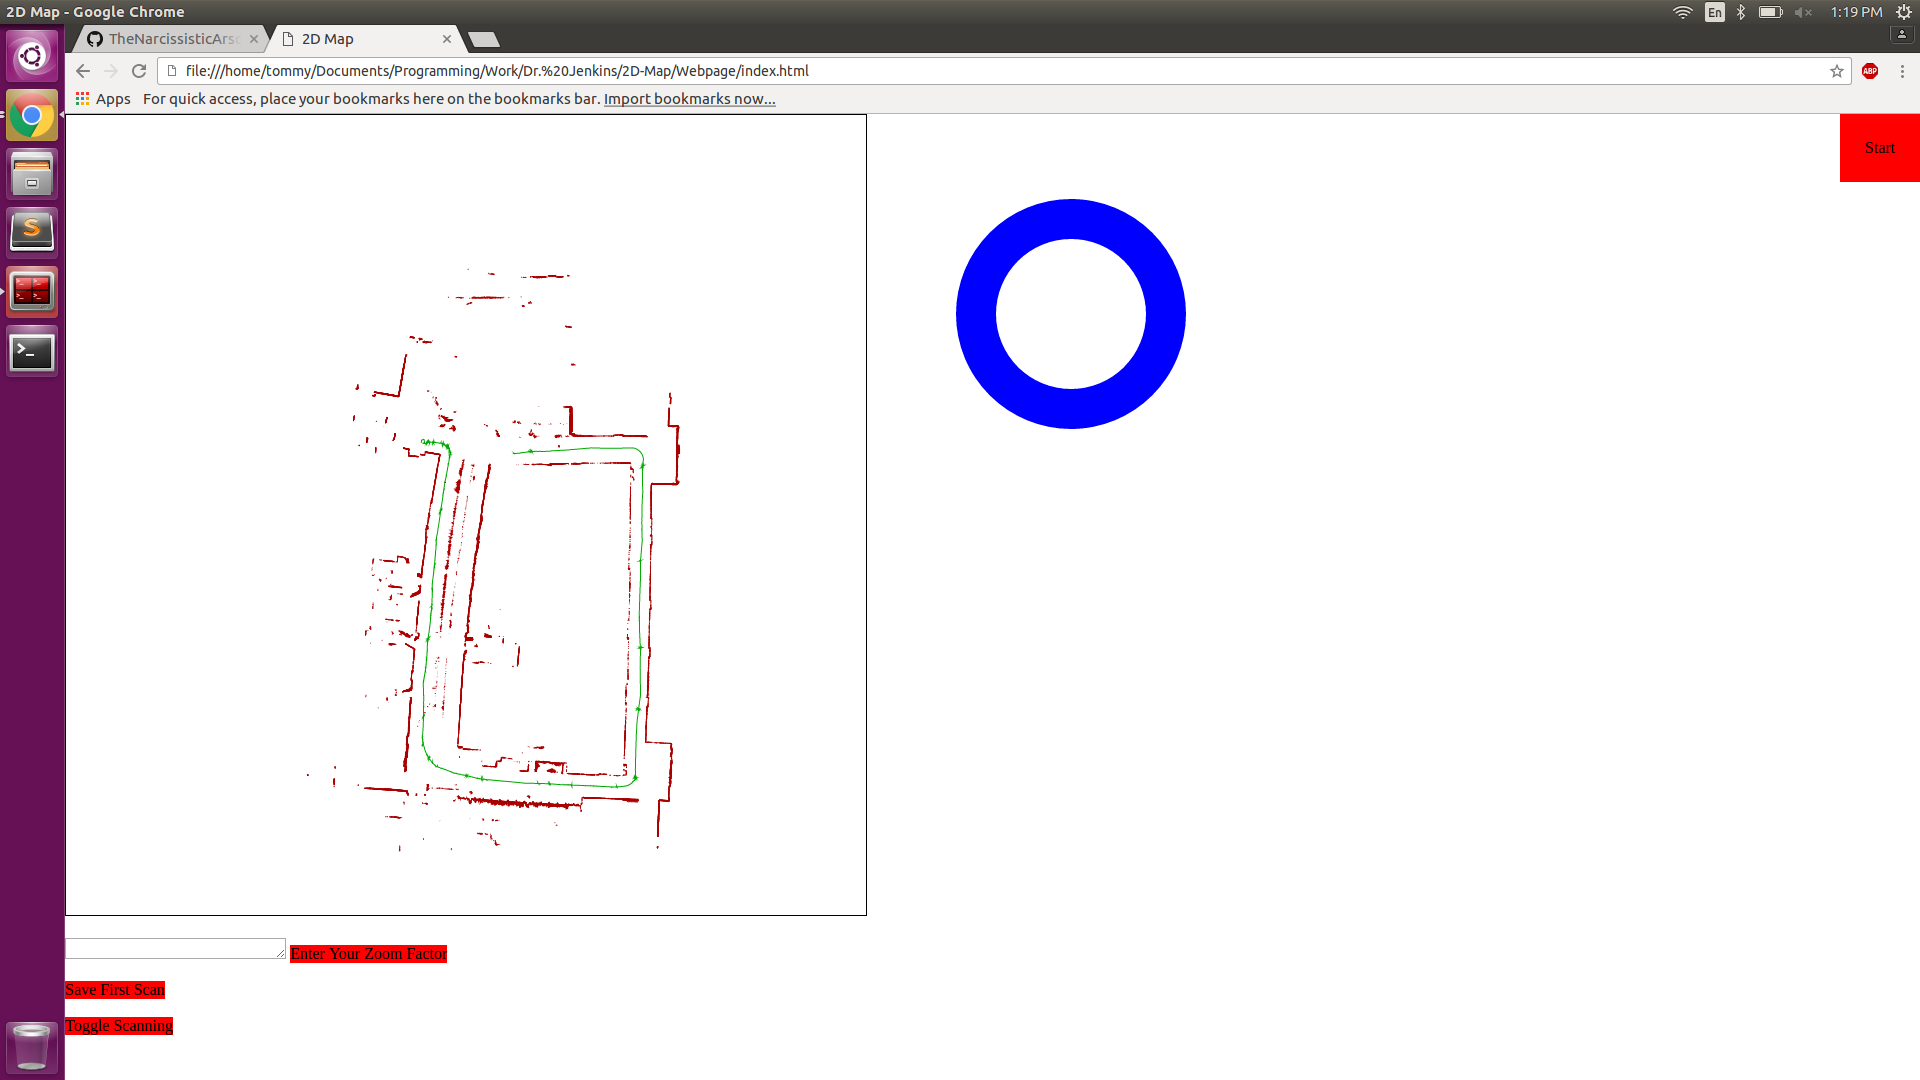 2D Map - Google Chrome
En
1:19 PM
TheNarcissisticArs
2D Map
file:///home/tommy/Documents/Programming/Work/Dr.%20Jenkins/2D-Map/Webpage/index.html
ABP
Apps For quick access, place your bookmarks here on the bookmarks bar. Import bookmarks now...
Start
Enter Your Zoom Factor
Save First Scan
Toggle Scanning